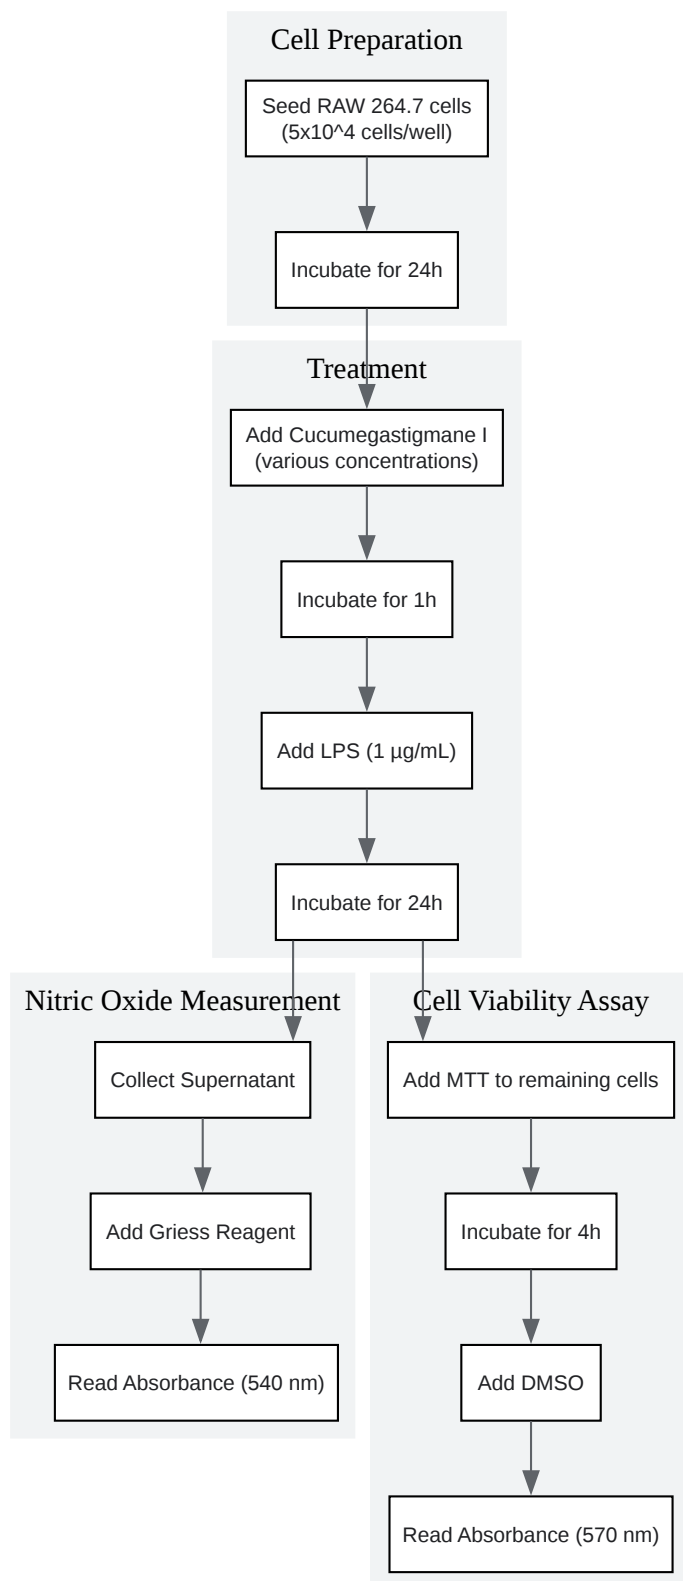 Cell Preparation
Seed RAW 264.7 cells
(5x10^4 cells/well)
Incubate for 24h
Treatment
Add Cucumegastigmane I
(various concentrations)
Incubate for 1h
Add LPS (1 µg/mL)
Incubate for 24h
Nitric Oxide Measurement
Collect Supernatant
Add Griess Reagent
Read Absorbance (540 nm)
Cell Viability Assay
Add MTT to remaining cells
Incubate for 4h
Add DMSO
Read Absorbance (570 nm)